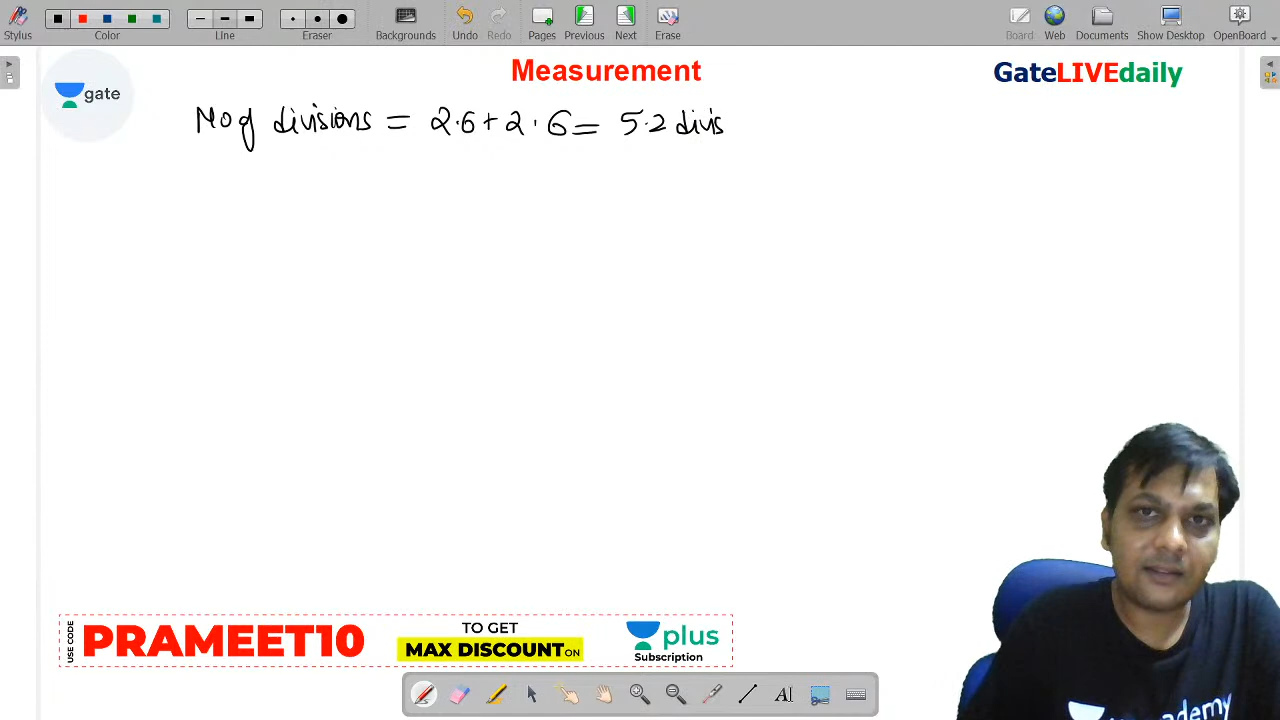 Stylus
Color
Line
Eraser
Backgrounds
Undo
Redo
Pages
Previous
Next
Erase
Board
Web
Documents
Show Desktop
OpenBoard
gate
Measurement
GateLIVEdaily
No of divisions = 2.6 + 2.6 = 5.2 divis
USE CODE
PRAMEET10
TO GET
MAX DISCOUNT ON
plus
Subscription